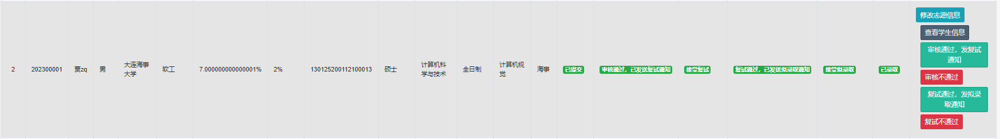 2
202300001
贾zq
男
大连海事
大学
软工
7.000000000000001%
2%
130125200112100013
硕士
计算机科
学与技术
全日制
计算机视
觉
海事
已提交
审核通过，已发送复试通知
接受复试
复试通过，已发送拟录取通知
接受拟录取
已录取
修改志愿信息
查看学生信息
审核通过，发复试
通知
审核不通过
复试通过，发拟录
取通知
复试不通过